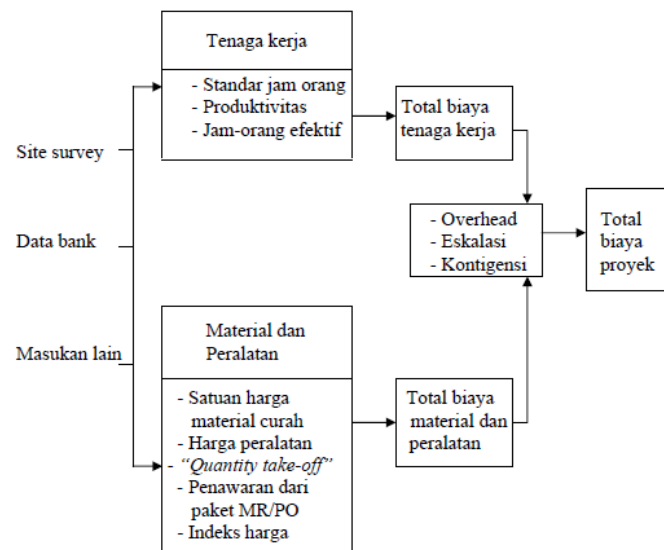 Site survey
Data bank
Masukan lain
Tenaga kerja
- Standar jam orang
- Produktivitas
- Jam-orang efektif
Total biaya
tenaga kerja
Material dan
Peralatan
- Satuan harga
material curah
- Harga peralatan
- “Quantity take-off”
- Penawaran dari
paket MR/PO
- Indeks harga
Total biaya
material dan
peralatan
- Overhead
- Eskalasi
- Kontigensi
Total
biaya
proyek